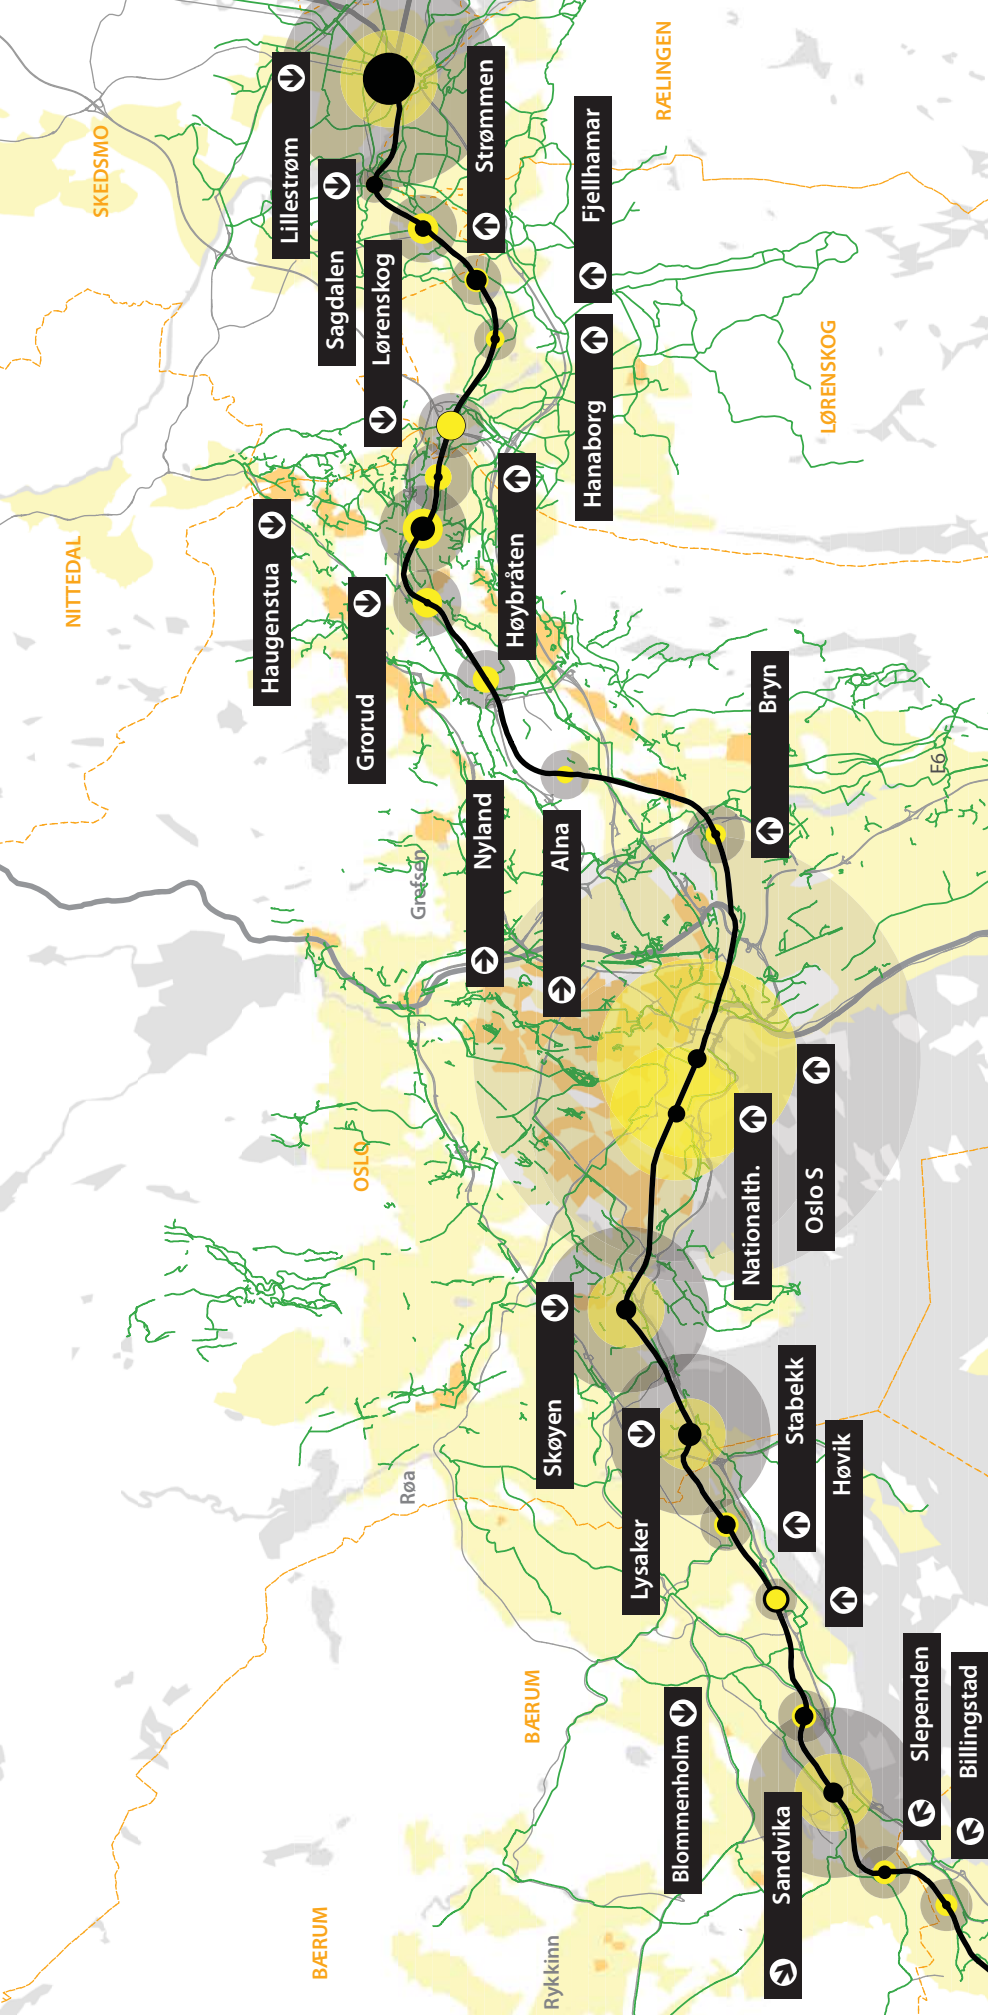 SKEDSMO
RÆLINGEN
Lillestrøm
Strømmen
Sagdalen
Fjellhamar
Lørenskog
LØRENSKOG
Hanaborg
NITTEDAL
Haugenstua
Høybråten
Grorud
Bryn
E6
Nyland
Alna
Grefsen
OSLO
Nationalth.
Oslo S
Skøyen
Stabekk
Lysaker
Høvik
Røa
BÆRUM
Blommenholm
Slependen
Billingstad
Sandvika
BÆRUM
Rykkinn